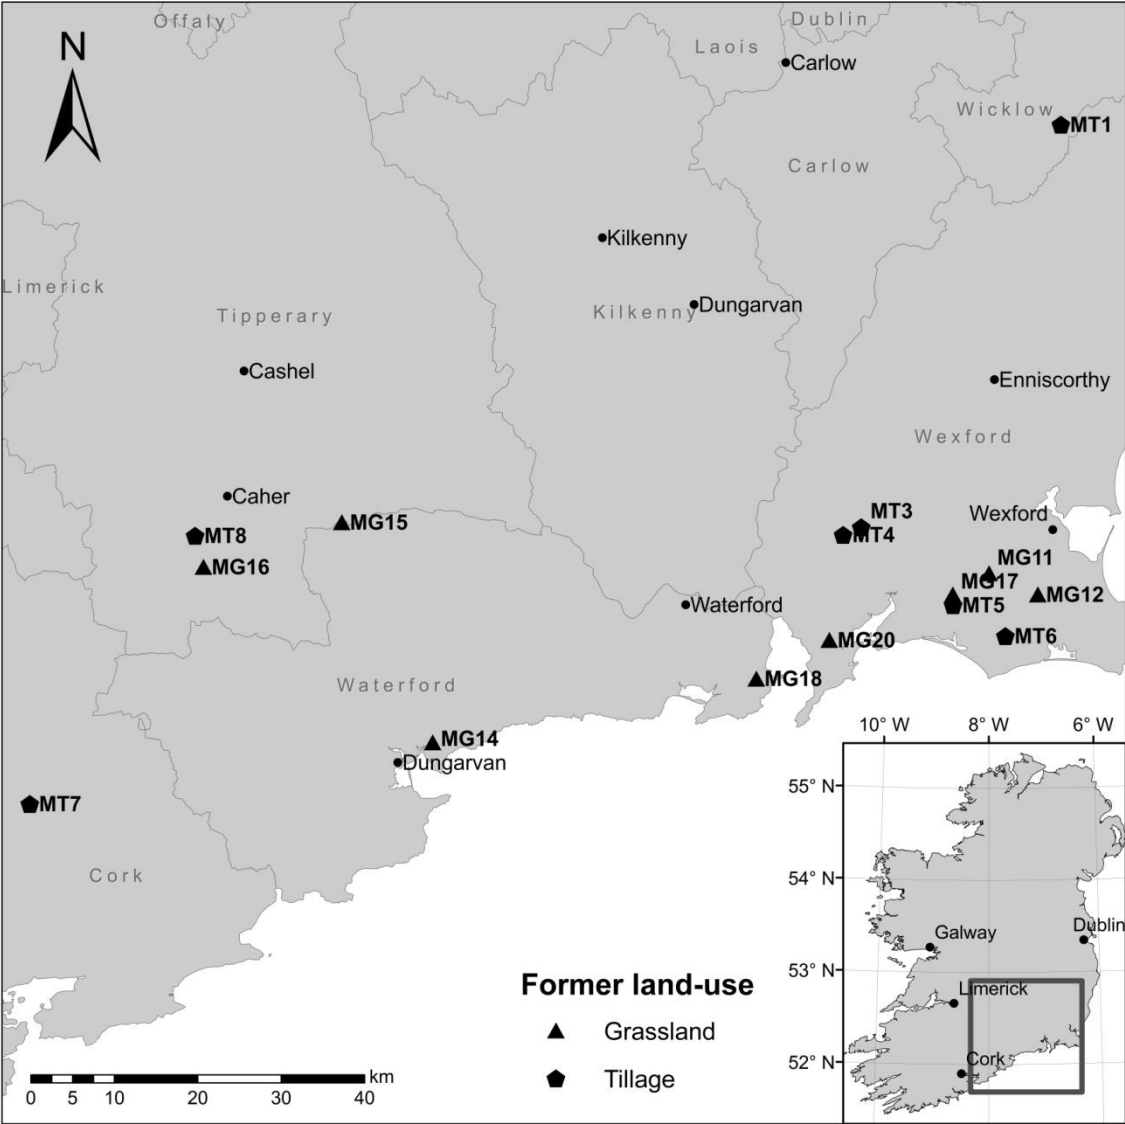 Offaly
Dublin
N
Laois
Carlow
Wicklow
MT1
Carlow
Kilkenny
Limerick
Tipperary
Kilkenny
Dungarvan
Cashel
Enniscorthy
Wexford
Caher
MG15
MT3
Wexford
MT8
MT4
MG16
MG11
MG17
MG12
Waterford
MT5
MT6
MG20
Waterford
MG18
MG14
Dungarvan
MT7
Cork
10° W
8° W
6° W
55° N
54° N
Galway
Dublin
53° N
Limerick
52° N
Cork
Former land-use
Grassland
Tillage
km
0 5 10 20 30 40